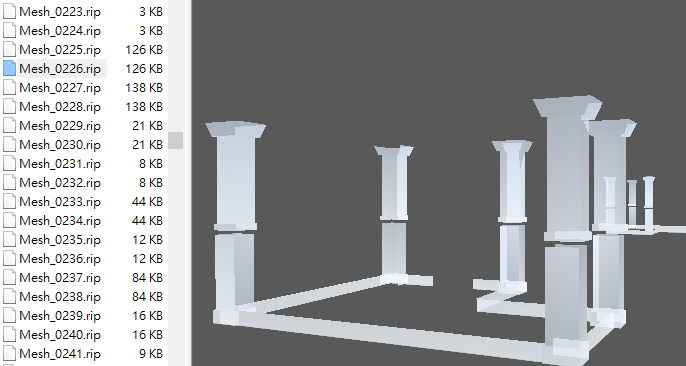 Mesh_0223.rip 3 KB
Mesh_0224.rip 3 KB
Mesh_0225.rip 126 KB
Mesh_0226.rip 126 KB
Mesh_0227.rip 138 KB
Mesh_0228.rip 138 KB
Mesh_0229.rip 21 KB
Mesh_0230.rip 21 KB
Mesh_0231.rip 8 KB
Mesh_0232.rip 8 KB
Mesh_0233.rip 44 KB
Mesh_0234.rip 44 KB
Mesh_0235.rip 12 KB
Mesh_0236.rip 12 KB
Mesh_0237.rip 84 KB
Mesh_0238.rip 84 KB
Mesh_0239.rip 16 KB
Mesh_0240.rip 16 KB
Mesh_0241.rip 9 KB